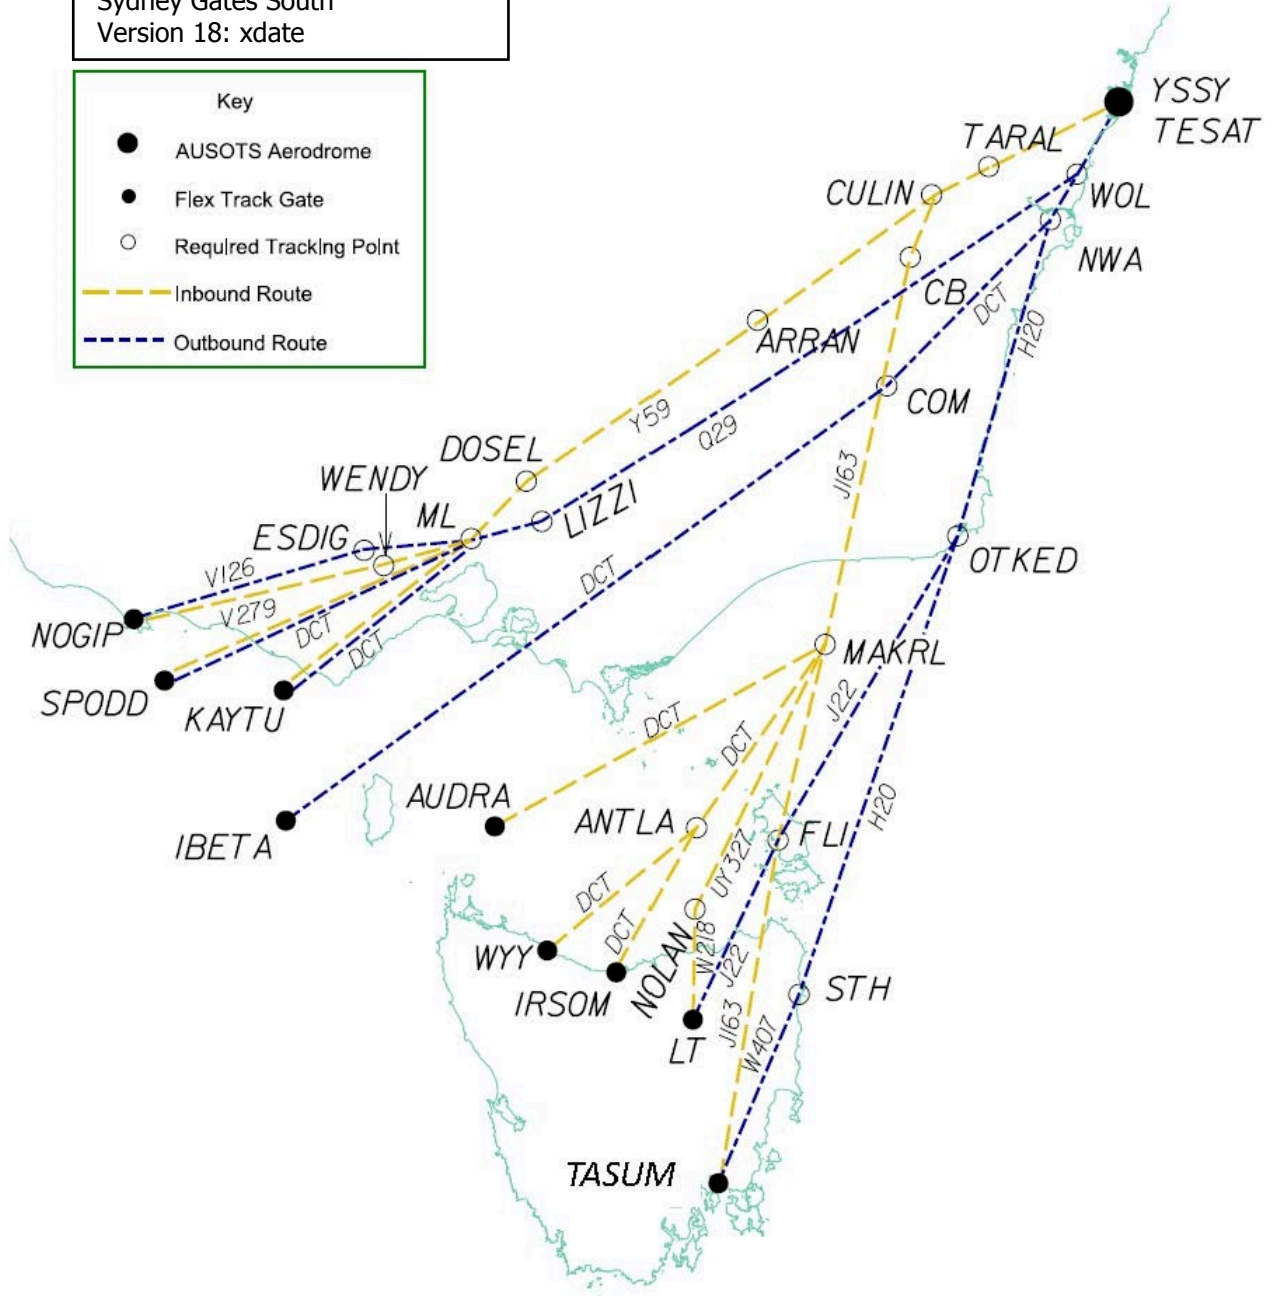 Sydney Gates South
Version 18: xdate
Key
AUSOTS Aerodrome
Flex Track Gate
Required Tracking Point
Inbound Route
Outbound Route
YSSY
TESAT
TARAL
CULIN
WOL
NWA
CB
DCT
H20
ARRAN
COM
Y59
Q29
J163
DOSEL
WENDY
ML
LIZZI
ESDIG
OTKED
V126
DCT
V279
NOGIP
DCT
DCT
MAKRL
SPODD
KAYTU
J22
DCT
DCT
AUDRA
ANTLA
IBETA
FLI
H20
UY327
DCT
DCT
NOLAN
W218
WYY
J22
IRSOM
STH
LT
J163
W407
TASUM